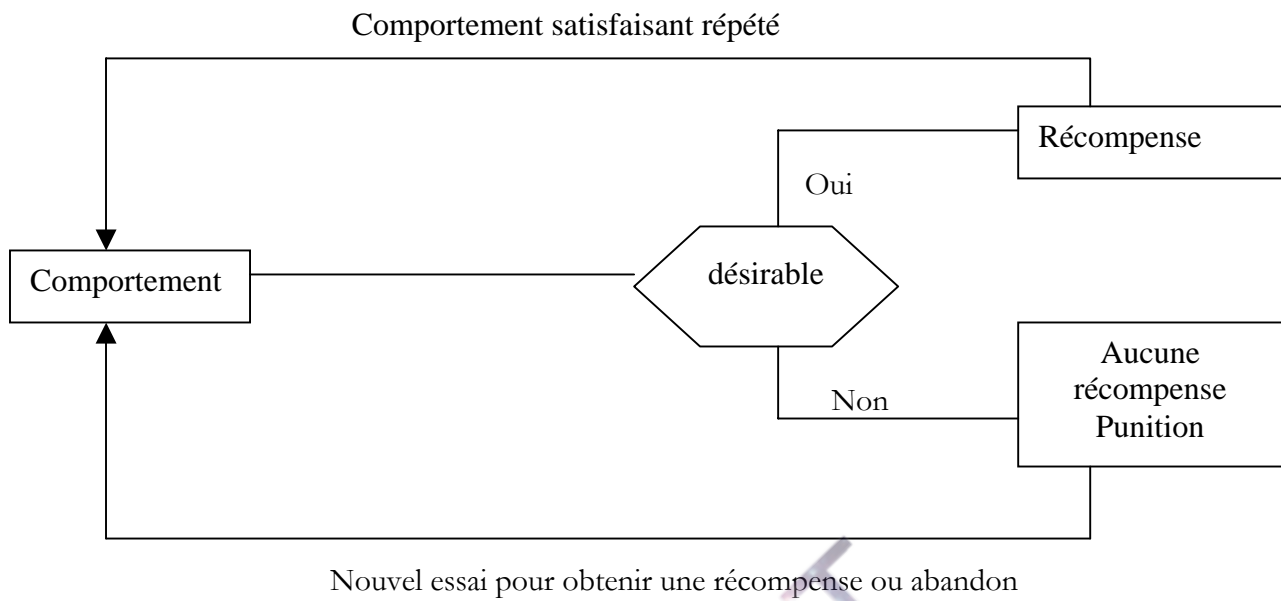 Comportement satisfaisant répété
Récompense
Oui
Comportement
désirable
Aucune
récompense
Punition
Non
Nouvel essai pour obtenir une récompense ou abandon